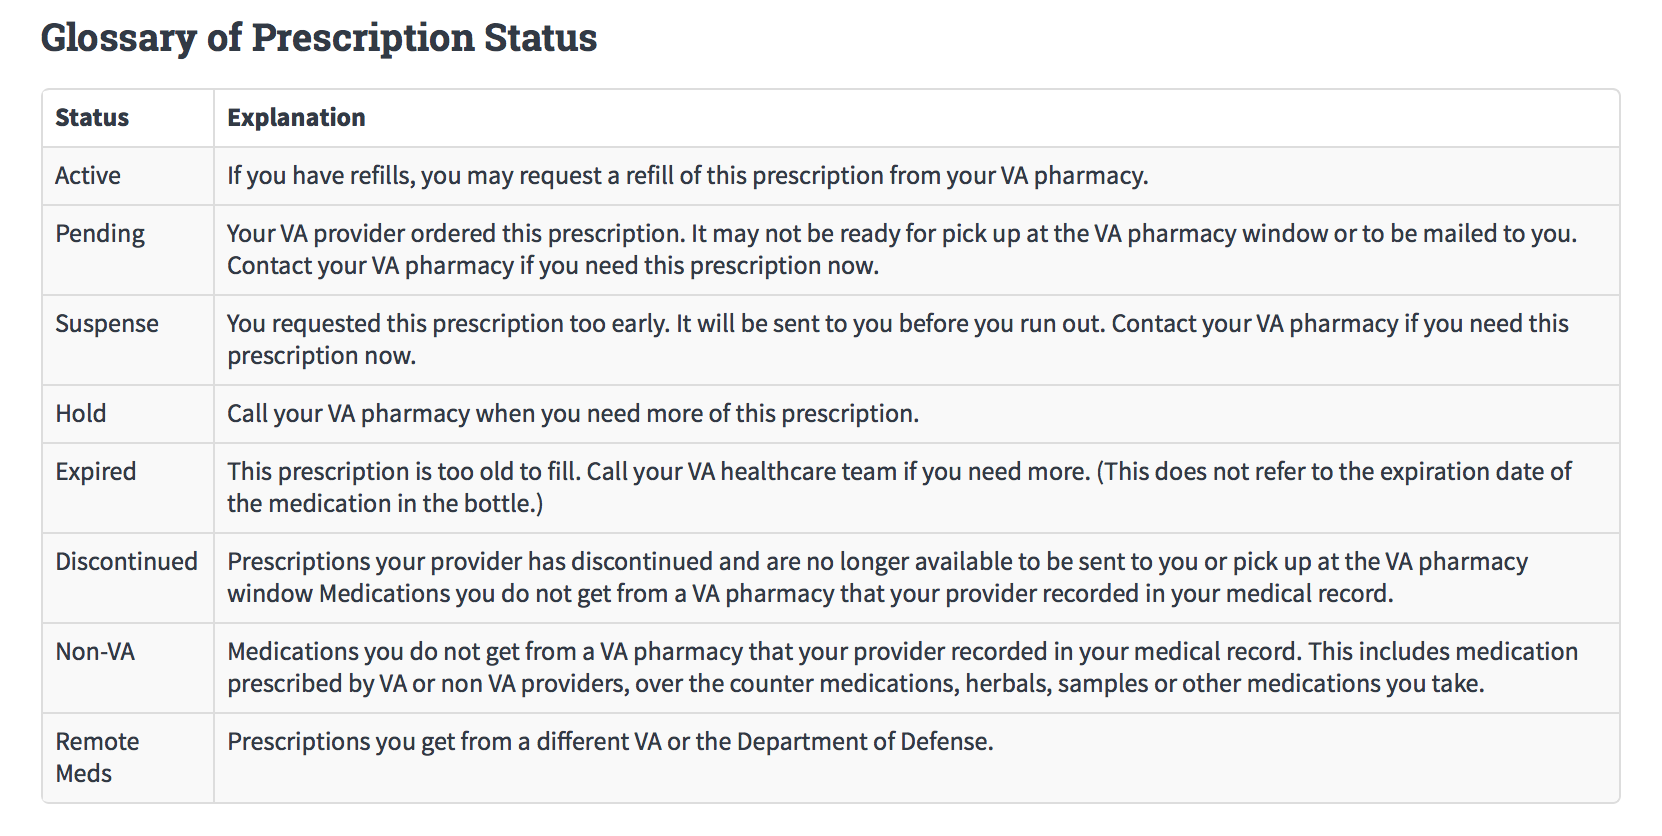 Glossary of Prescription Status
Status Explanation
Active If you have refills, you may request a refill of this prescription from your VA pharmacy.
Pending Your VA provider ordered this prescription. It may not be ready for pick up at the VA pharmacy window or to be mailed to you.
Contact your VA pharmacy if you need this prescription now.
Suspense You requested this prescription too early. It will be sent to you before you run out. Contact your VA pharmacy if you need this
prescription now.
Hold Call your VA pharmacy when you need more of this prescription.
Expired This prescription is too old to fill. Call your VA healthcare team if you need more. (This does not refer to the expiration date of
the medication in the bottle.)
Discontinued Prescriptions your provider has discontinued and are no longer available to be sent to you or pick up at the VA pharmacy
window Medications you do not get from a VA pharmacy that your provider recorded in your medical record.
Non-VA Medications you do not get from a VA pharmacy that your provider recorded in your medical record. This includes medication
prescribed by VA or non VA providers, over the counter medications, herbals, samples or other medications you take.
Remote Prescriptions you get from a different VA or the Department of Defense.
Meds